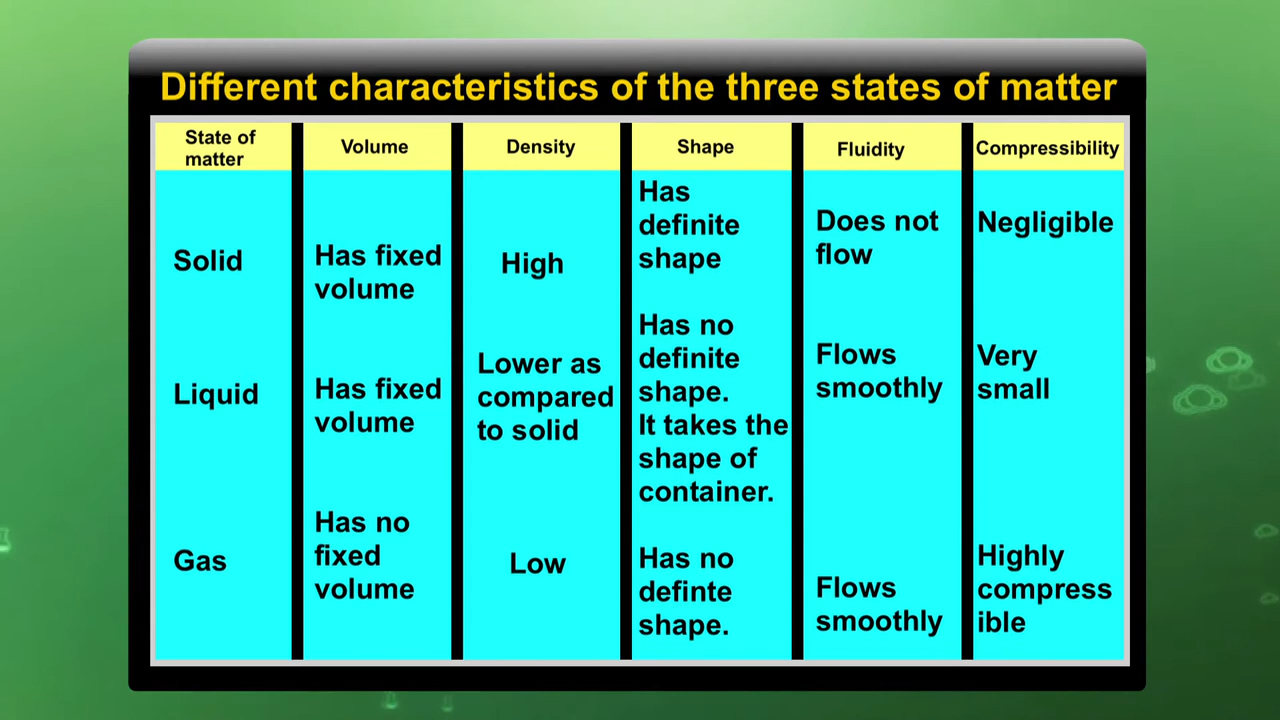 Different characteristics of the three states of matter
State of
matter
Volume
Density
Shape
Fluidity
Compressibility
Solid
Has fixed
volume
High
Has
definite
shape
Does not
flow
Negligible
Liquid
Has fixed
volume
Lower as
compared
to solid
Has no
definite
shape.
It takes the
shape of
container.
Flows
smoothly
Very
small
Gas
Has no
fixed
volume
Low
Has no
definte
shape.
Flows
smoothly
Highly
compress
ible